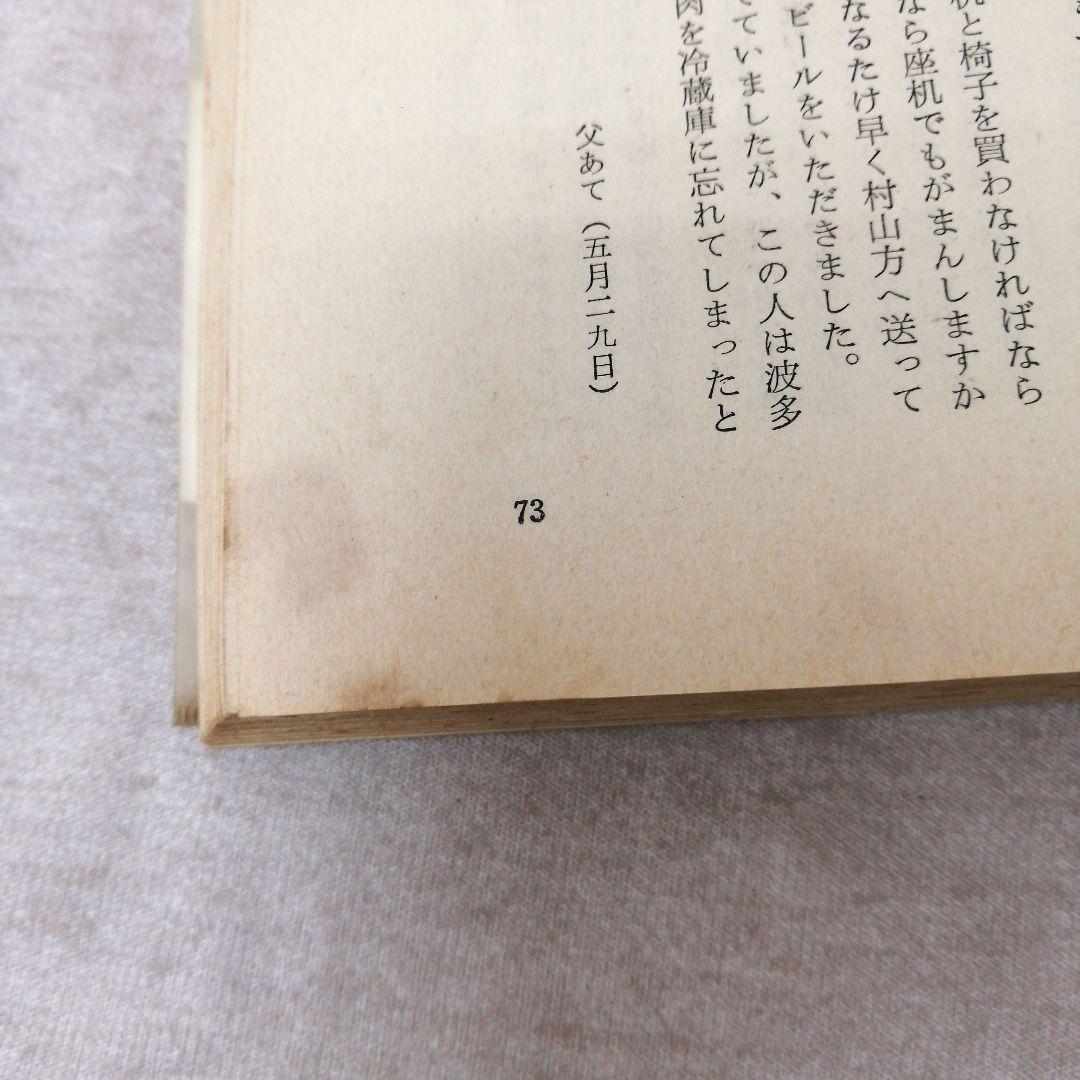 机と椅子を買わなければなら
なら座机でもがまんしますか
なるたけ早く村山方へ送って
ビールをいただきました。
ていましたが、この人は波多
肉を冷蔵庫に忘れてしまったと
父あて（五月二九日）
73